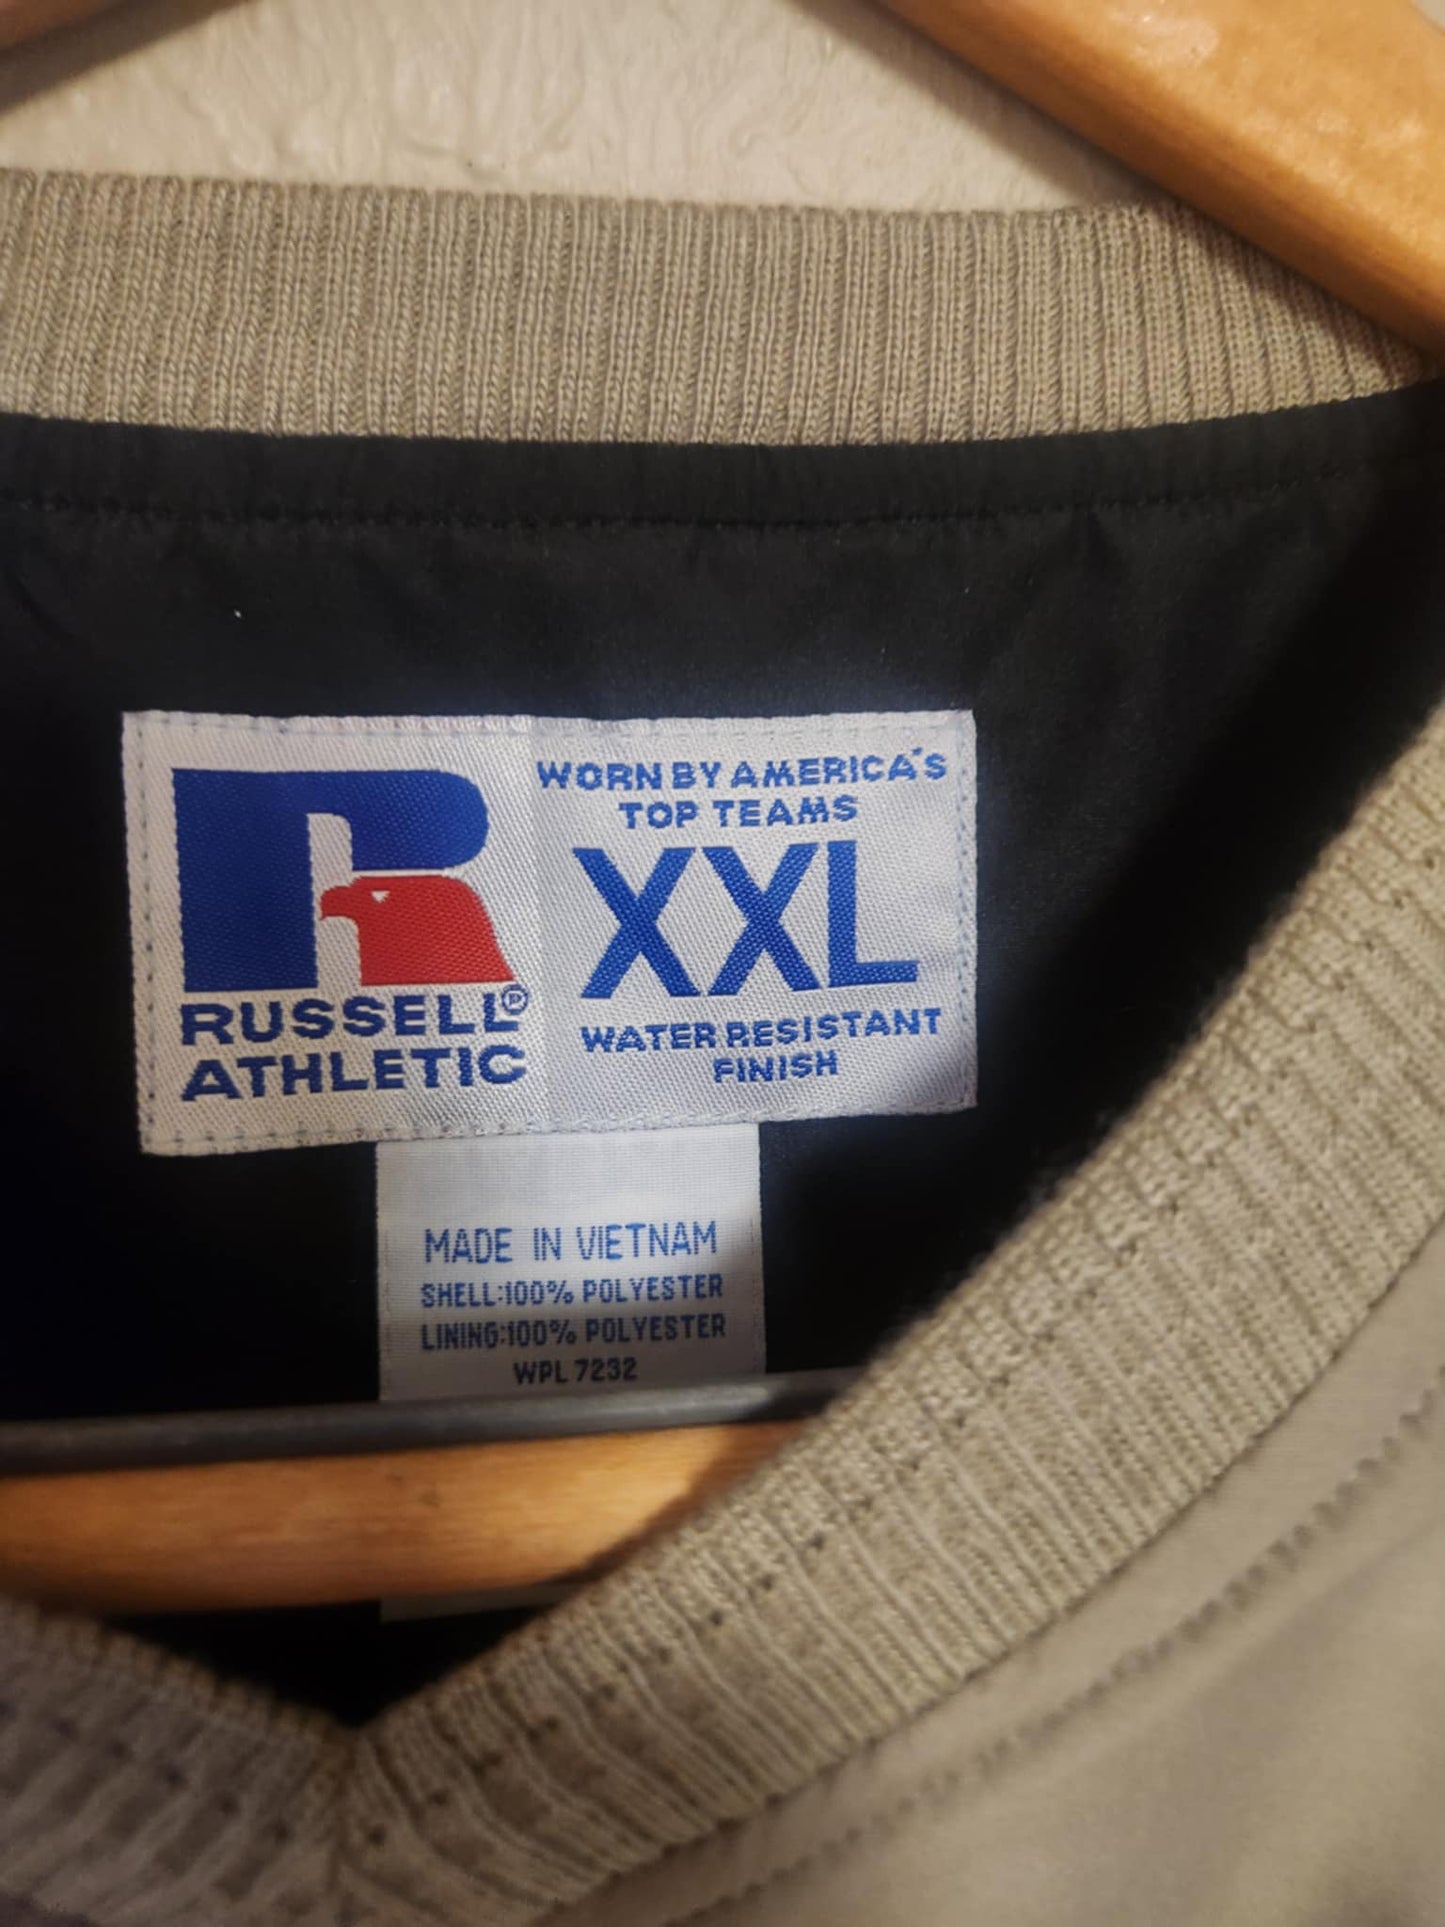 WORN BY AMERICA'S
TOP TEAMS
XXL
WATER RESISTANT
FINISH
R
RUSSELL®
ATHLETIC
MADE IN VIETNAM
SHELL:100% POLYESTER
LINING:100% POLYESTER
WPL 7232